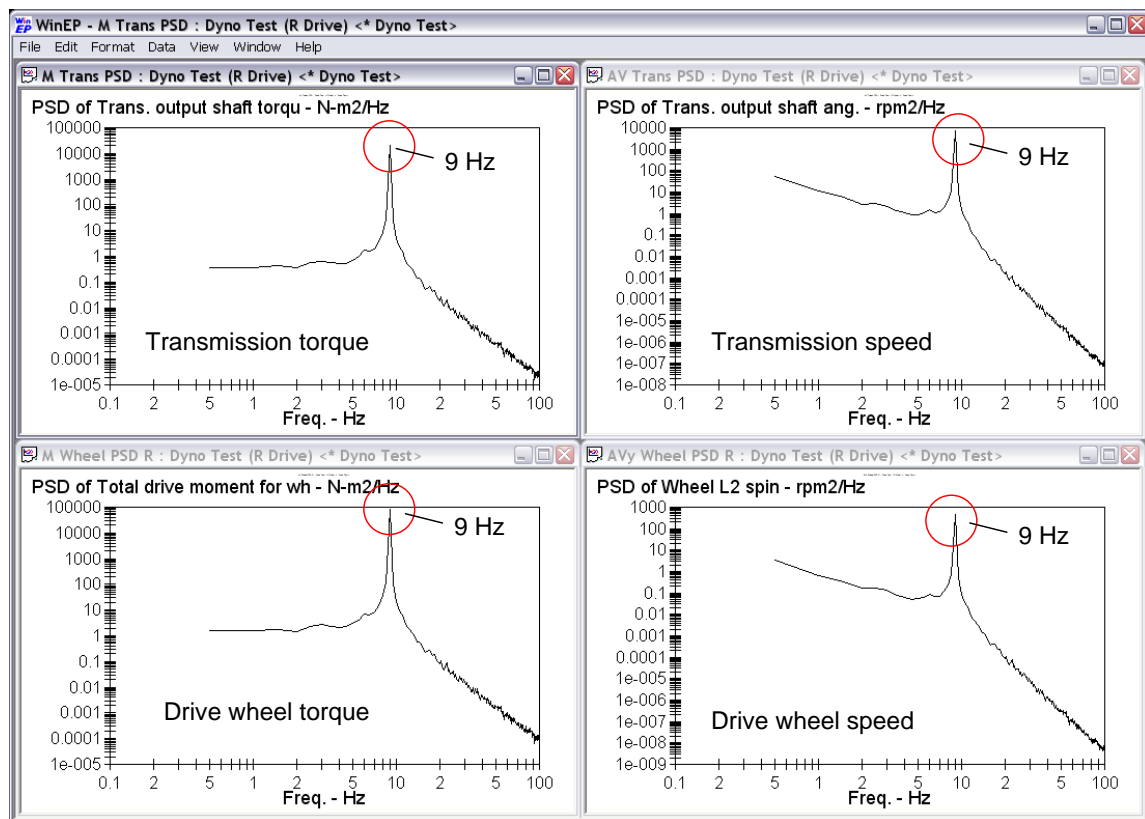 WinEP - M Trans PSD : Dyno Test (R Drive) <* Dyno Test>
File Edit Format Data View Window Help
M Trans PSD : Dyno Test (R Drive) <* Dyno Test>
PSD of Trans. output shaft torqu - N-m2/Hz
100000
10000
1000
100
10
1
0.1
0.01
0.001
0.0001
1e-005
9 Hz
Transmission torque
0.1 2 5 1 2 5 10 2 5 100
Freq. - Hz
AV Trans PSD : Dyno Test (R Drive) <* Dyno Test>
PSD of Trans. output shaft ang. - rpm2/Hz
10000
1000
100
10
1
0.1
0.01
0.001
0.0001
1e-005
1e-006
1e-007
1e-008
9 Hz
Transmission speed
0.1 2 5 1 2 5 10 2 5 100
Freq. - Hz
M Wheel PSD R : Dyno Test (R Drive) <* Dyno Test>
PSD of Total drive moment for wh - N-m2/Hz
100000
10000
1000
100
10
1
0.1
0.01
0.001
0.0001
1e-005
9 Hz
Drive wheel torque
0.1 2 5 1 2 5 10 2 5 100
Freq. - Hz
AVy Wheel PSD R : Dyno Test (R Drive) <* Dyno Test>
PSD of Wheel L2 spin - rpm2/Hz
1000
100
10
1
0.1
0.01
0.001
0.0001
1e-005
1e-006
1e-007
1e-008
1e-009
9 Hz
Drive wheel speed
0.1 2 5 1 2 5 10 2 5 100
Freq. - Hz